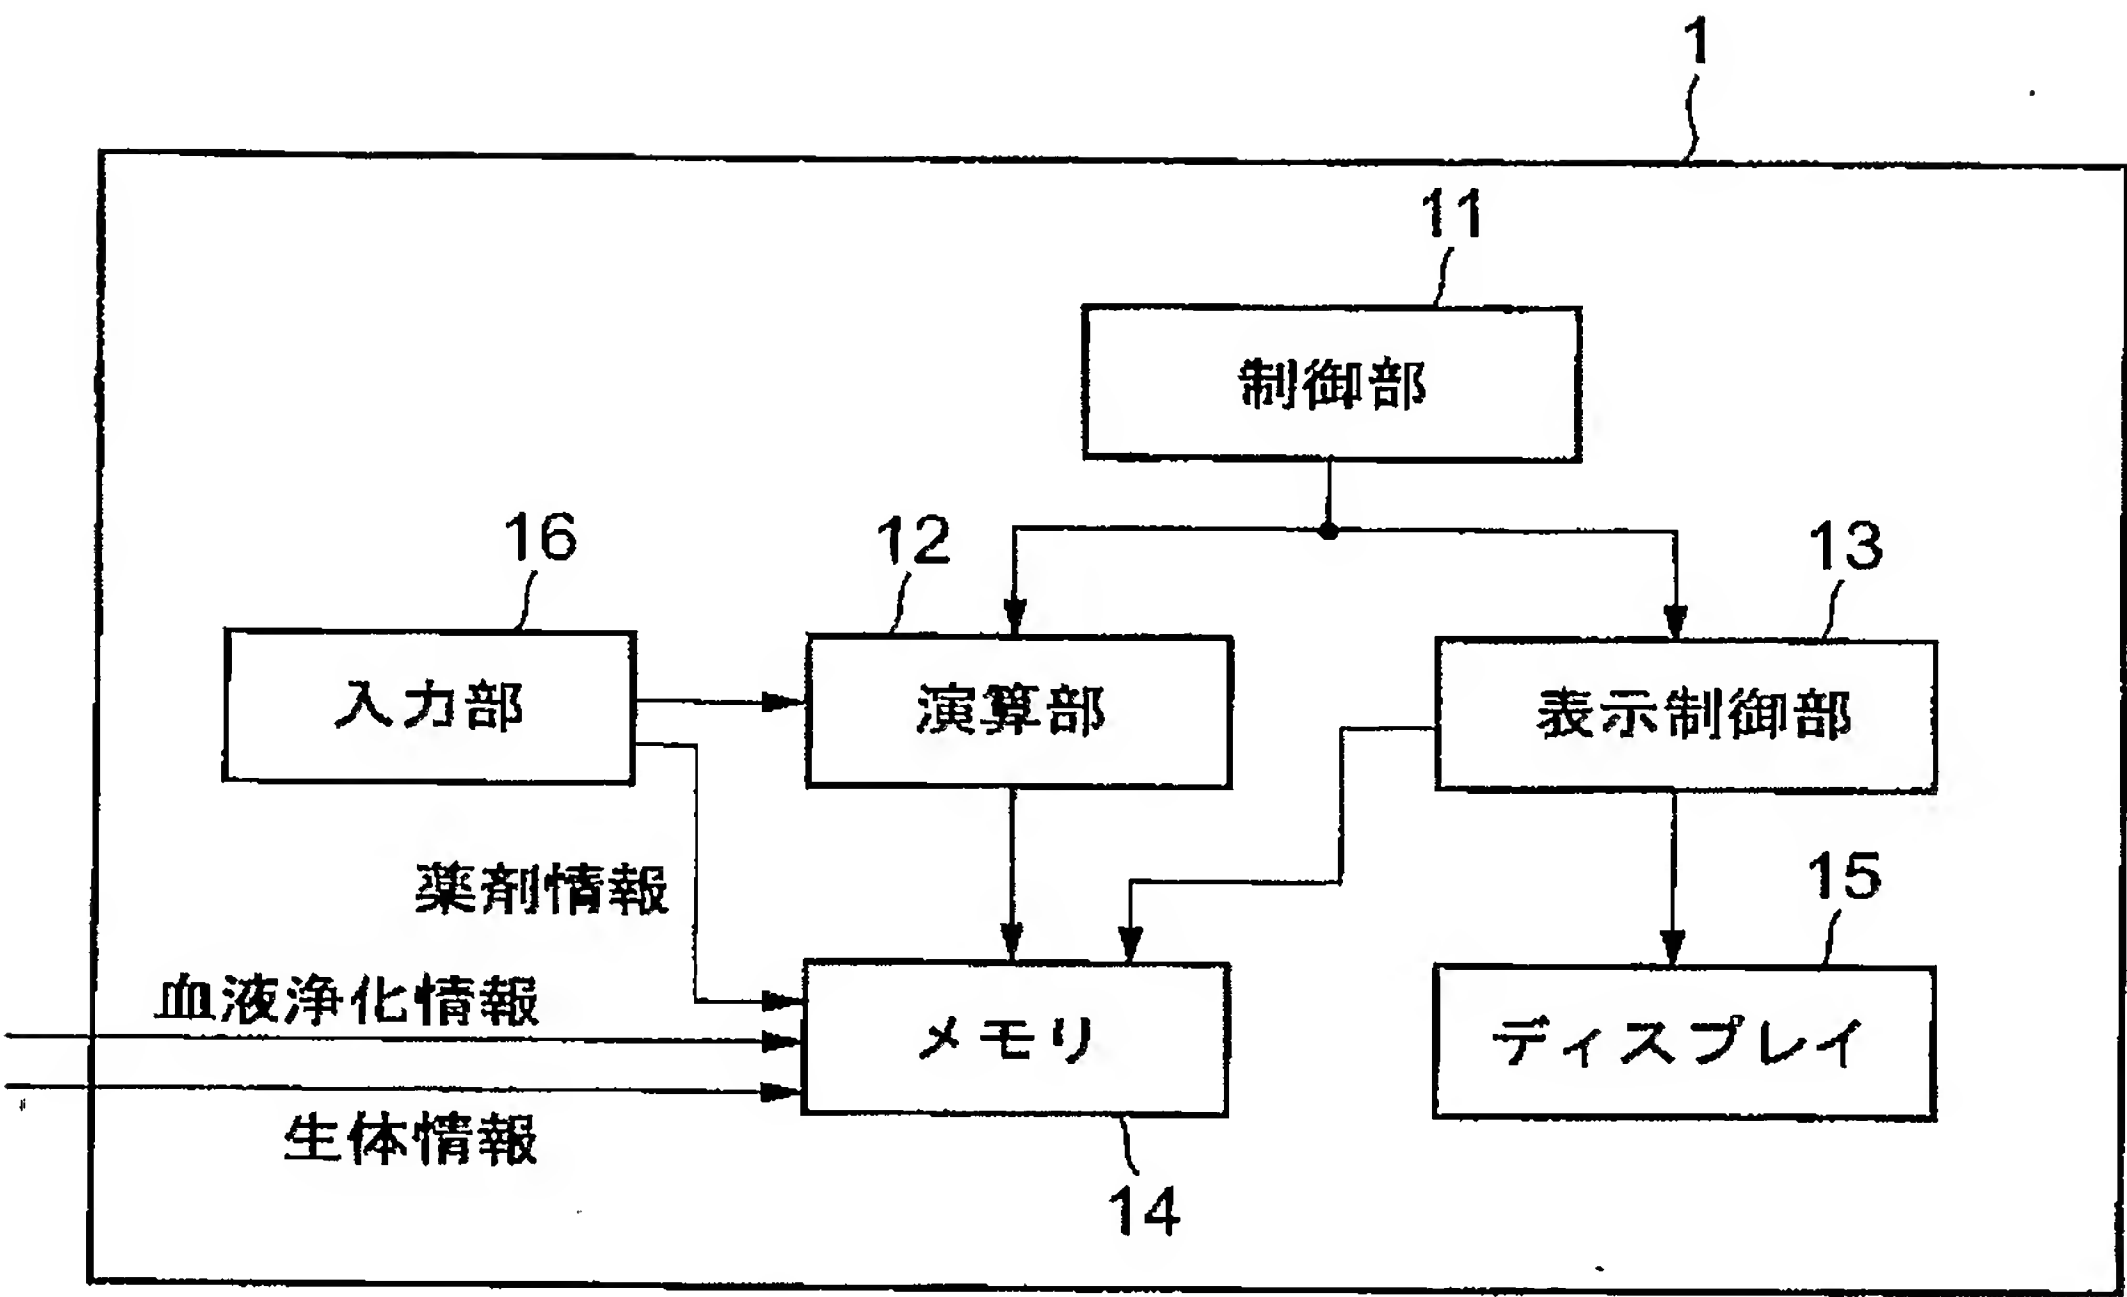 1
11
制御部
16
12
13
入力部
演算部
表示制御部
薬剤情報
15
血液浄化情報
メモリ
ディスプレイ
生体情報
14